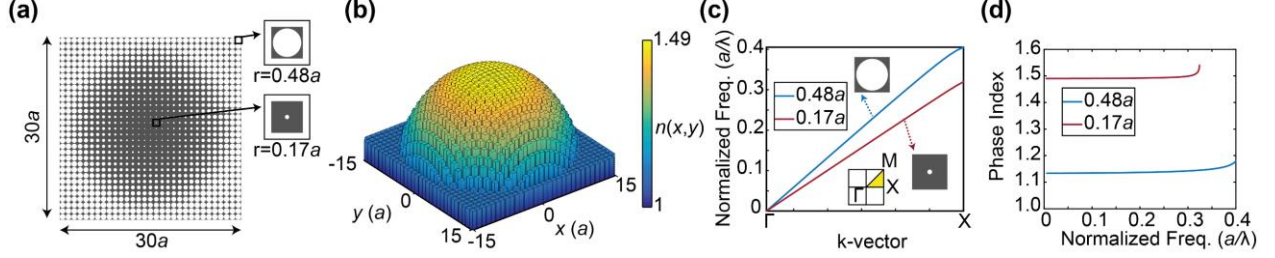 (a)
r=0.48a
r=0.17a
30a
30a
(b)
1.49
n(x,y)
1
-15
0
15
y (a)
-15
0
15
x (a)
(c)
Normalized Freq. (a/λ)
0.4
0.3
0.2
0.1
0
0.48a
0.17a
M
X
Γ
Γ
X
k-vector
(d)
Phase Index
1.6
1.5
1.4
1.3
1.2
1.1
1.0
0.48a
0.17a
0
0.1
0.2
0.3
0.4
Normalized Freq. (a/λ)